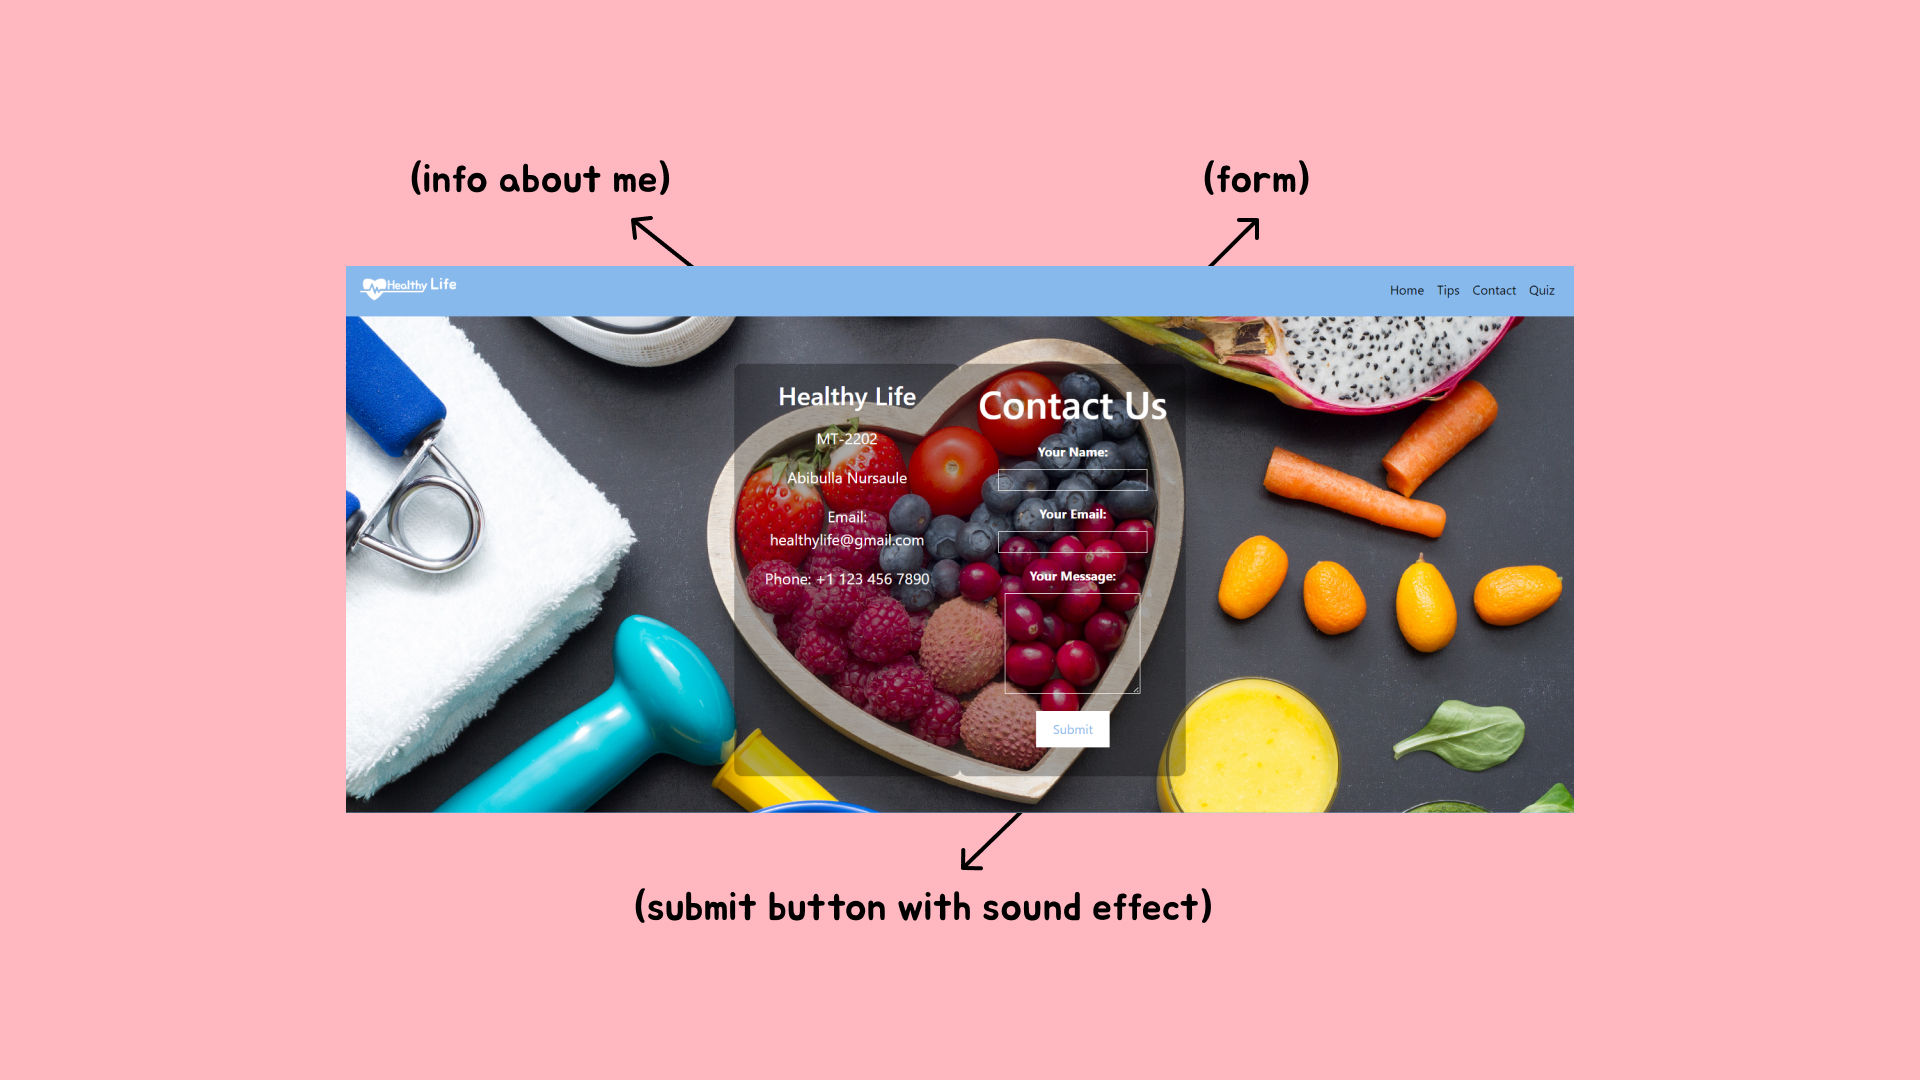 (info about me)
(form)
Healthy Life
Home Tips Contact Quiz
Healthy Life
MT-2202
Abibulla Nursaule
Email:
healthylife@gmail.com
Phone: +1 123 456 7890
Contact Us
Your Name:
Your Email:
Your Message:
Submit
(submit button with sound effect)